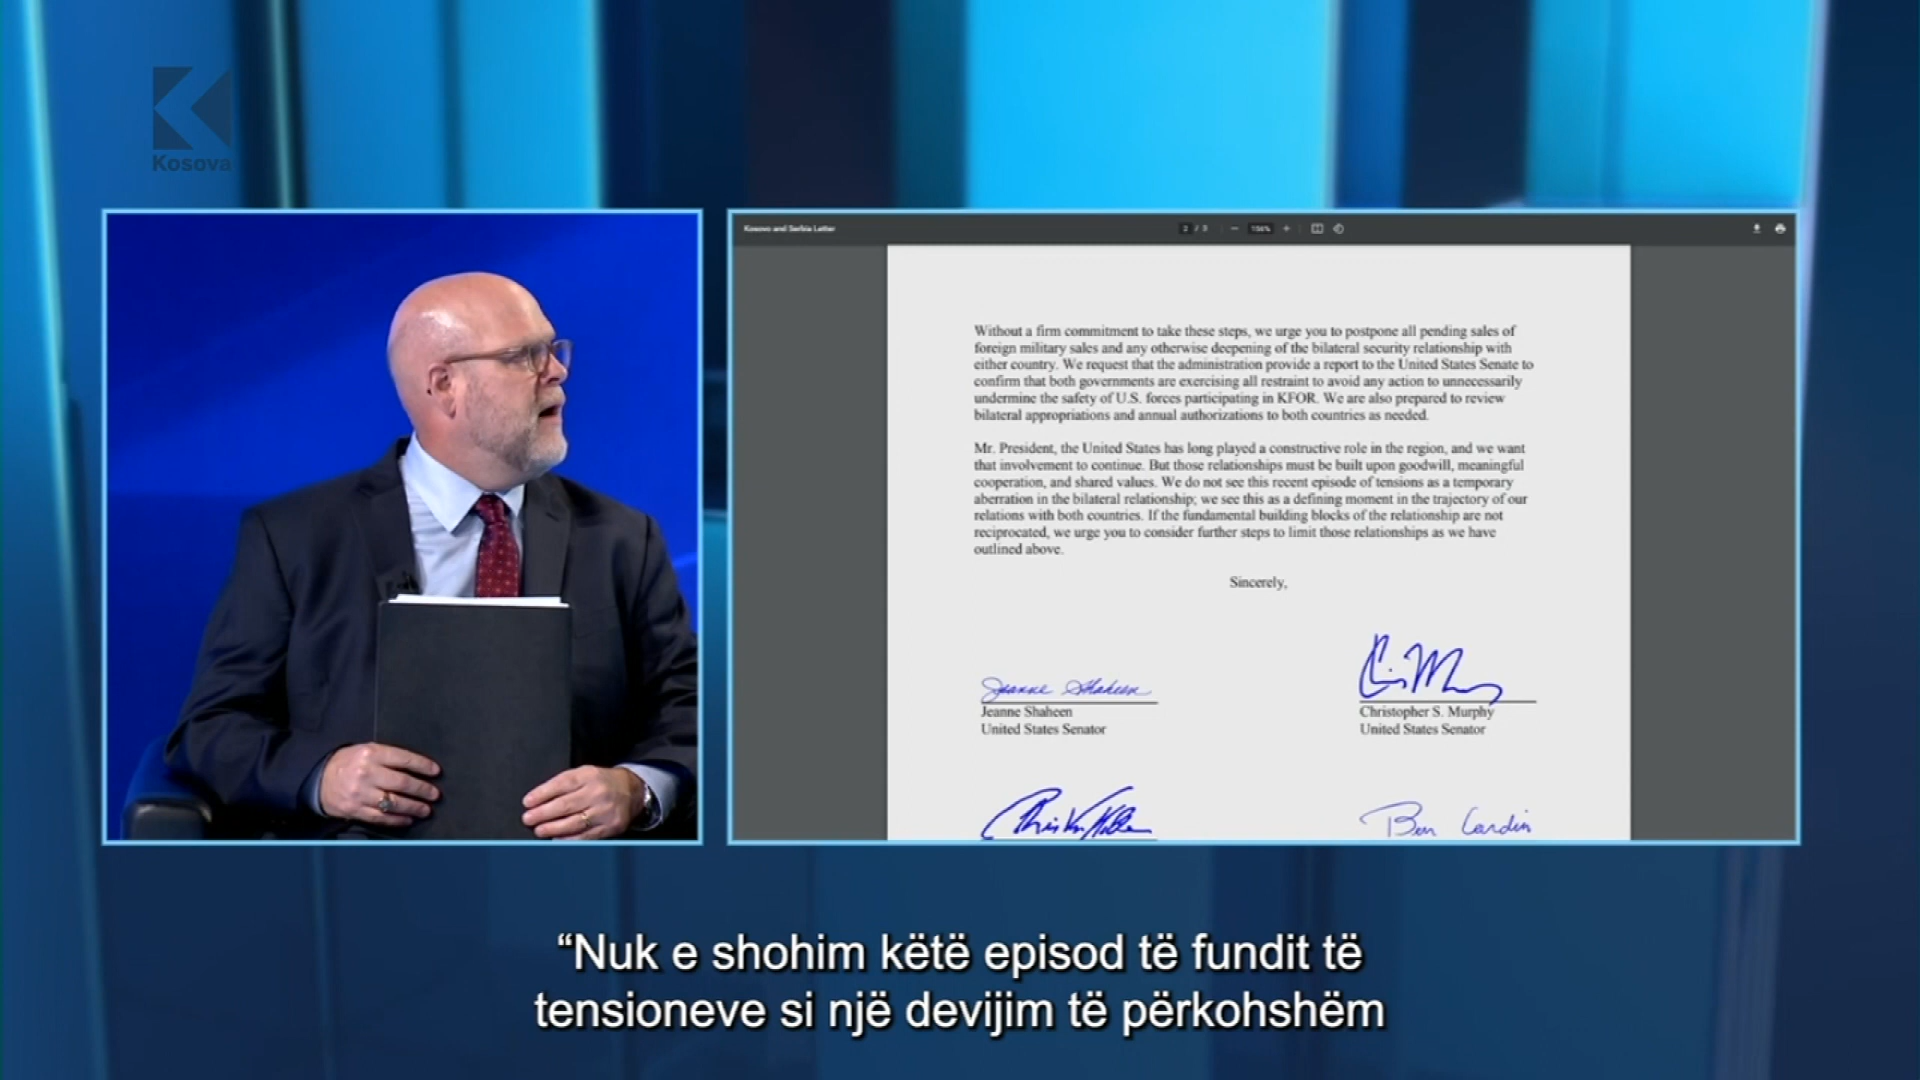 Kosova
Kosovo and Serbia Letter
2 / 3
156%
Without a firm commitment to take these steps, we urge you to postpone all pending sales of
foreign military sales and any otherwise deepening of the bilateral security relationship with
either country. We request that the administration provide a report to the United States Senate to
confirm that both governments are exercising all restraint to avoid any action to unnecessarily
undermine the safety of U.S. forces participating in KFOR. We are also prepared to review
bilateral appropriations and annual authorizations to both countries as needed.
Mr. President, the United States has long played a constructive role in the region, and we want
that involvement to continue. But those relationships must be built upon goodwill, meaningful
cooperation, and shared values. We do not see this recent episode of tensions as a temporary
aberration in the bilateral relationship; we see this as a defining moment in the trajectory of our
relations with both countries. If the fundamental building blocks of the relationship are not
reciprocated, we urge you to consider further steps to limit those relationships as we have
outlined above.
Sincerely,
Jeanne Shaheen
Jeanne Shaheen
United States Senator
Christopher S. Murphy
United States Senator
Ben Cardin
“Nuk e shohim këtë episod të fundit të
tensioneve si një devijim të përkohshëm